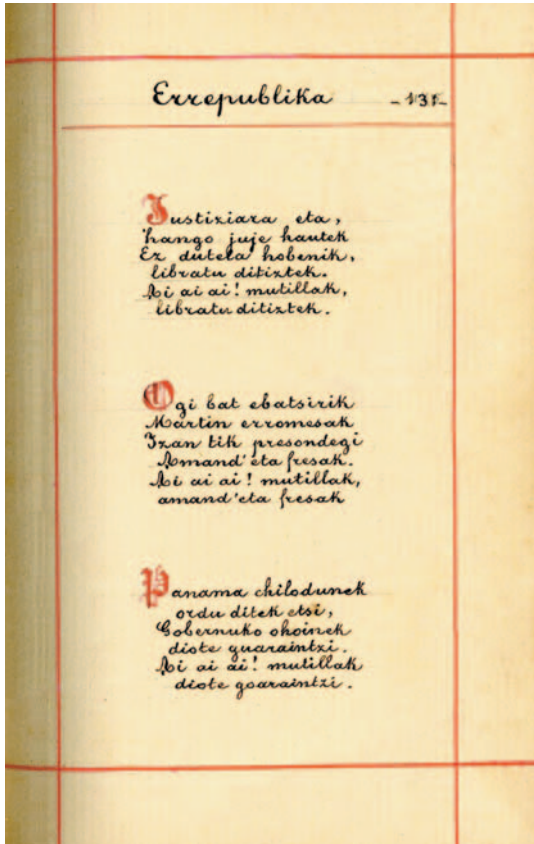 Errepublika - 131 -
Justiziara eta,
hango juje hautek
Ez dutela hobenik,
libratu ditiztek.
Ai ai ai! mutillak,
libratu ditiztek.
Ogi bat ebatsirik
Martin erromesak
Izan tik presondegi
Amand' eta fresak.
Ai ai ai! mutillak,
amand' eta fresak
Panama chilodunek
ordu ditek etsi,
Gobernuko ohoinek
diote guaraintzi.
Ai ai ai! mutillak
diote goaraintzi.